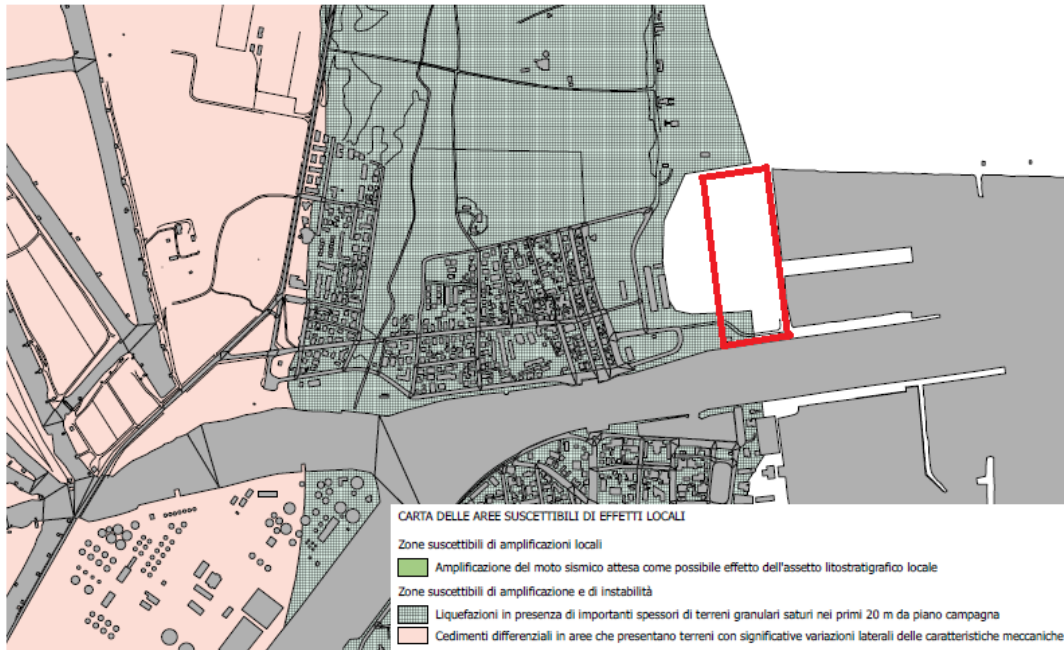 CARTA DELLE AREE SUSCETTIBILI DI EFFETTI LOCALI
Zone suscettibili di amplificazioni locali
Amplificazione del moto sismico attesa come possibile effetto dell'assetto litostratigrafico locale
Zone suscettibili di amplificazione e di instabilità
Liquefazioni in presenza di importanti spessori di terreni granulari saturi nei primi 20 m da piano campagna
Cedimenti differenziali in aree che presentano terreni con significative variazioni laterali delle caratteristiche meccaniche